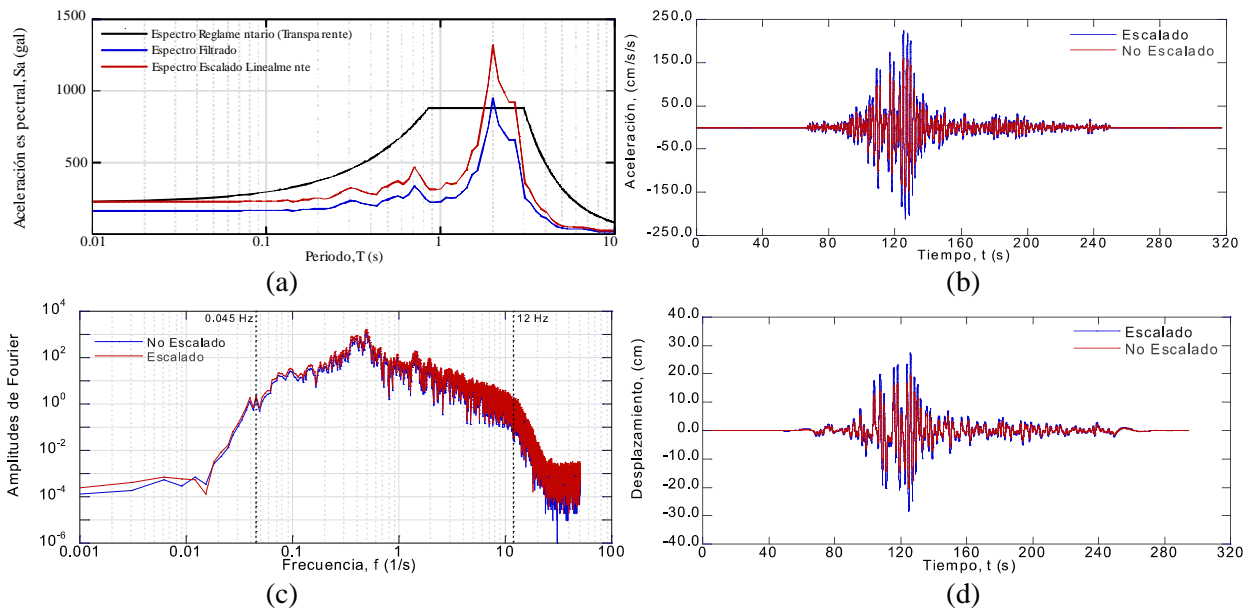 1500
1000
500
0.01
0.1
1
10
Aceleración es pectral, Sa (gal)
Periodo,T (s)
Espectro Reglame ntario (Transpa rente)
Espectro Filtrado
Espectro Escalado Linealme nte
(a)
250.0
150.0
50.0
-50.0
-150.0
-250.0
0
40
80
120
160
200
240
280
320
Aceleración, (cm/s/s)
Tiempo, t (s)
Escalado
No Escalado
(b)
10^4
10^2
10^0
10^-2
10^-4
10^-6
0.001
0.01
0.1
1
10
100
Amplitudes de Fourier
Frecuencia, f (1/s)
0.045 Hz
12 Hz
No Escalado
Escalado
(c)
40.0
30.0
20.0
10.0
0.0
-10.0
-20.0
-30.0
-40.0
0
40
80
120
160
200
240
280
320
Desplazamiento, (cm)
Tiempo, t (s)
Escalado
No Escalado
(d)